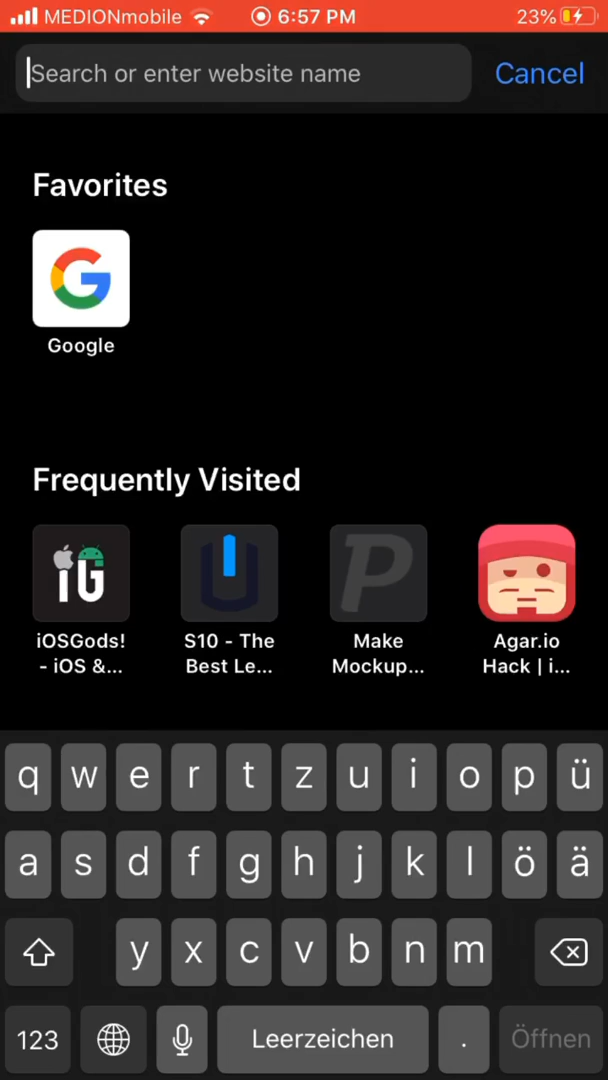 MEDIONmobile 6:57 PM 23%
Search or enter website name Cancel
Favorites
Google
Frequently Visited
iG
iOSGods! - iOS &...
S10 - The Best Le...
P
Make Mockup...
Agar.io Hack | i...
q w e r t z u i o p ü
a s d f g h j k l ö ä
y x c v b n m
123 Leerzeichen . Öffnen